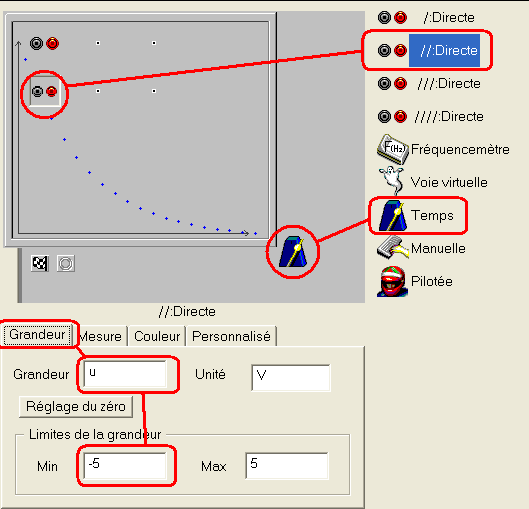 /:Directe
//:Directe
///:Directe
////:Directe
F(Hz)
Fréquencemètre
Voie virtuelle
Temps
Manuelle
Pilotée
//:Directe
Grandeur Mesure Couleur Personnalisé
Grandeur u Unité V
Réglage du zéro
Limites de la grandeur
Min -5 Max 5